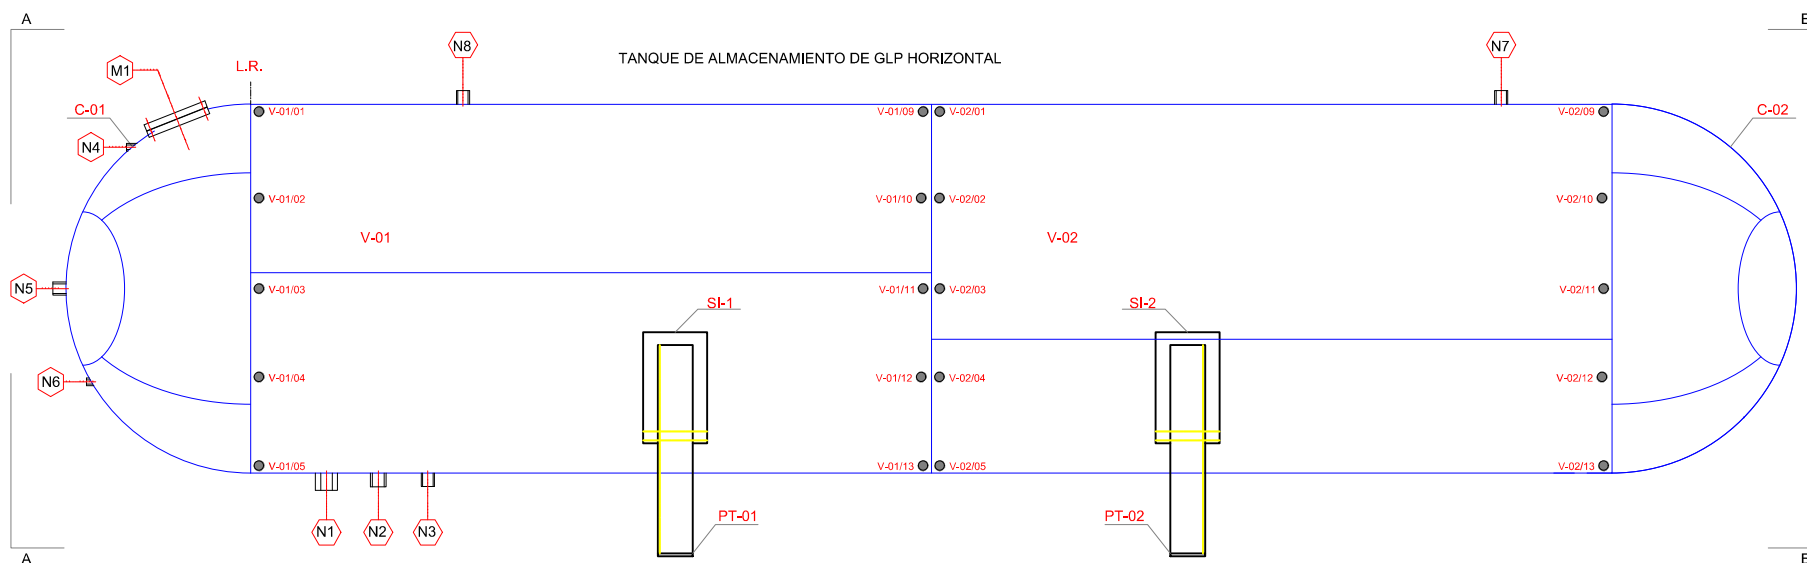 A
E
N8
N7
TANQUE DE ALMACENAMIENTO DE GLP HORIZONTAL
M1
L.R.
C-01
C-02
V-01/01
V-01/09
V-02/01
V-02/09
N4
V-01/02
V-01/10
V-02/02
V-02/10
V-01
V-02
N5
V-01/03
V-01/11
V-02/03
V-02/11
SI-1
SI-2
N6
V-01/04
V-01/12
V-02/04
V-02/12
V-01/05
V-01/13
V-02/05
V-02/13
PT-01
PT-02
N1
N2
N3
A
E